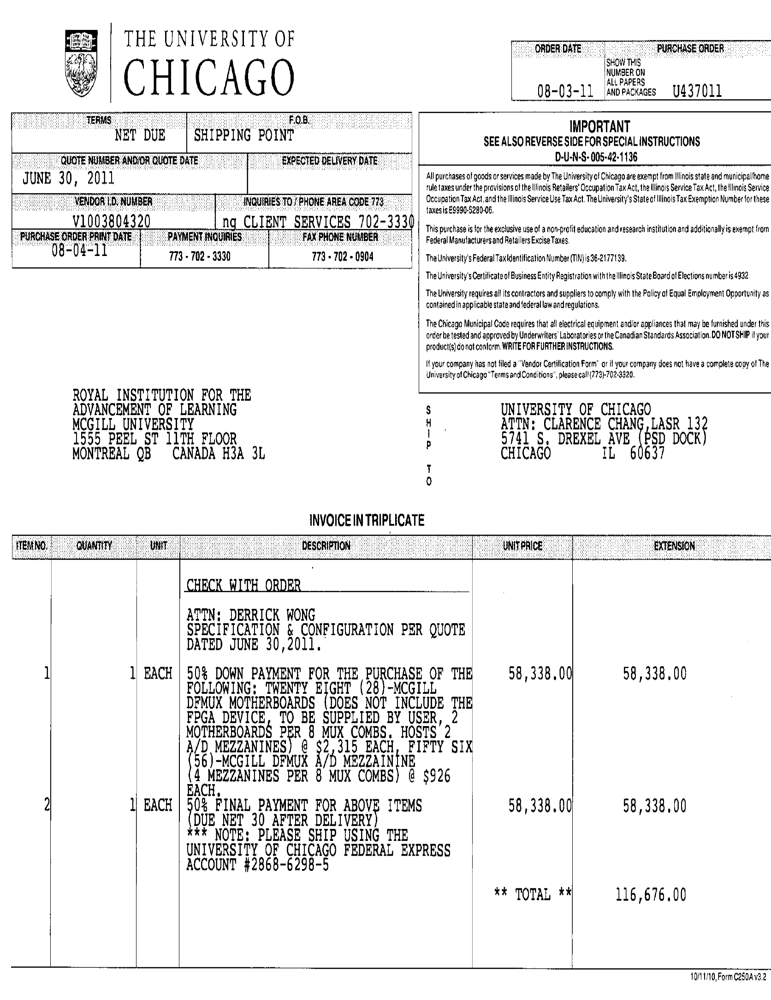 THE UNIVERSITY OF
CHICAGO
ORDER DATE PURCHASE ORDER
SHOW THIS
NUMBER ON
ALL PAPERS
08-03-11 AND PACKAGES U437011
TERMS F.O.B.
NET DUE SHIPPING POINT
QUOTE NUMBER AND/OR QUOTE DATE EXPECTED DELIVERY DATE
JUNE 30, 2011
VENDOR I.D. NUMBER INQUIRIES TO / PHONE AREA CODE 773
V1003804320 ng CLIENT SERVICES 702-3330
PURCHASE ORDER PRINT DATE PAYMENT INQUIRIES FAX PHONE NUMBER
08-04-11 773 - 702 - 3330 773 - 702 - 0904
IMPORTANT
SEE ALSO REVERSE SIDE FOR SPECIAL INSTRUCTIONS
D-U-N-S- 005-42-1136
All purchases of goods or services made by The University of Chicago are exempt from Illinois state and municipal/home
rule taxes under the provisions of the Illinois Retailers' Occupation Tax Act, the Illinois Service Tax Act, the Illinois Service
Occupation Tax Act, and the Illinois Service Use Tax Act. The University's State of Illinois Tax Exemption Number for these
taxes is E9990-5280-06.
This purchase is for the exclusive use of a non-profit education and research institution and additionally is exempt from
Federal Manufacturers and Retailers Excise Taxes.
The University's Federal Tax Identification Number (TIN) is 36-2177139.
The University's Certificate of Business Entity Registration with the Illinois State Board of Elections number is 4932.
The University requires all its contractors and suppliers to comply with the Policy of Equal Employment Opportunity as
contained in applicable state and federal law and regulations.
The Chicago Municipal Code requires that all electrical equipment and/or appliances that may be furnished under this
order be tested and approved by Underwriters' Laboratories or the Canadian Standards Association. DO NOT SHIP if your
product(s) do not conform. WRITE FOR FURTHER INSTRUCTIONS.
If your company has not filed a "Vendor Certification Form" or if your company does not have a complete copy of The
University of Chicago "Terms and Conditions", please call (773)-702-3320.
ROYAL INSTITUTION FOR THE
ADVANCEMENT OF LEARNING
MCGILL UNIVERSITY
1555 PEEL ST 11TH FLOOR
MONTREAL QB CANADA H3A 3L
SHIP TO
UNIVERSITY OF CHICAGO
ATTN: CLARENCE CHANG,LASR 132
5741 S. DREXEL AVE (PSD DOCK)
CHICAGO IL 60637
INVOICE IN TRIPLICATE
ITEM NO. QUANTITY UNIT DESCRIPTION UNIT PRICE EXTENSION
CHECK WITH ORDER
ATTN: DERRICK WONG
SPECIFICATION & CONFIGURATION PER QUOTE
DATED JUNE 30,2011.
1 1 EACH 50% DOWN PAYMENT FOR THE PURCHASE OF THE 58,338.00 58,338.00
FOLLOWING: TWENTY EIGHT (28)-MCGILL
DFMUX MOTHERBOARDS (DOES NOT INCLUDE THE
FPGA DEVICE, TO BE SUPPLIED BY USER, 2
MOTHERBOARDS PER 8 MUX COMBS. HOSTS 2
A/D MEZZANINES) @ $2,315 EACH, FIFTY SIX
(56)-MCGILL DFMUX A/D MEZZAININE
(4 MEZZANINES PER 8 MUX COMBS) @ $926
EACH.
2 1 EACH 50% FINAL PAYMENT FOR ABOVE ITEMS 58,338.00 58,338.00
(DUE NET 30 AFTER DELIVERY)
*** NOTE: PLEASE SHIP USING THE
UNIVERSITY OF CHICAGO FEDERAL EXPRESS
ACCOUNT #2868-6298-5
** TOTAL ** 116,676.00
10/11/10, Form C250A v3.2